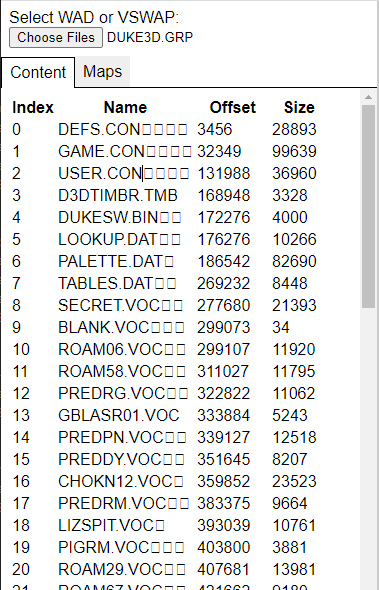 Select WAD or VSWAP:
Choose Files DUKE3D.GRP
Content Maps
Index Name Offset Size
0 DEFS.CON□□□□ 3456 28893
1 GAME.CON□□□□ 32349 99639
2 USER.CON□□□□ 131988 36960
3 D3DTIMBR.TMB 168948 3328
4 DUKESW.BIN□□ 172276 4000
5 LOOKUP.DAT□□ 176276 10266
6 PALETTE.DAT□ 186542 82690
7 TABLES.DAT□□ 269232 8448
8 SECRET.VOC□□ 277680 21393
9 BLANK.VOC□□□ 299073 34
10 ROAM06.VOC□□ 299107 11920
11 ROAM58.VOC□□ 311027 11795
12 PREDRG.VOC□□ 322822 11062
13 GBLASR01.VOC 333884 5243
14 PREDPN.VOC□□ 339127 12518
15 PREDDY.VOC□□ 351645 8207
16 CHOKN12.VOC□ 359852 23523
17 PREDRM.VOC□□ 383375 9664
18 LIZSPIT.VOC□ 393039 10761
19 PIGRM.VOC□□□ 403800 3881
20 ROAM29.VOC□□ 407681 13981